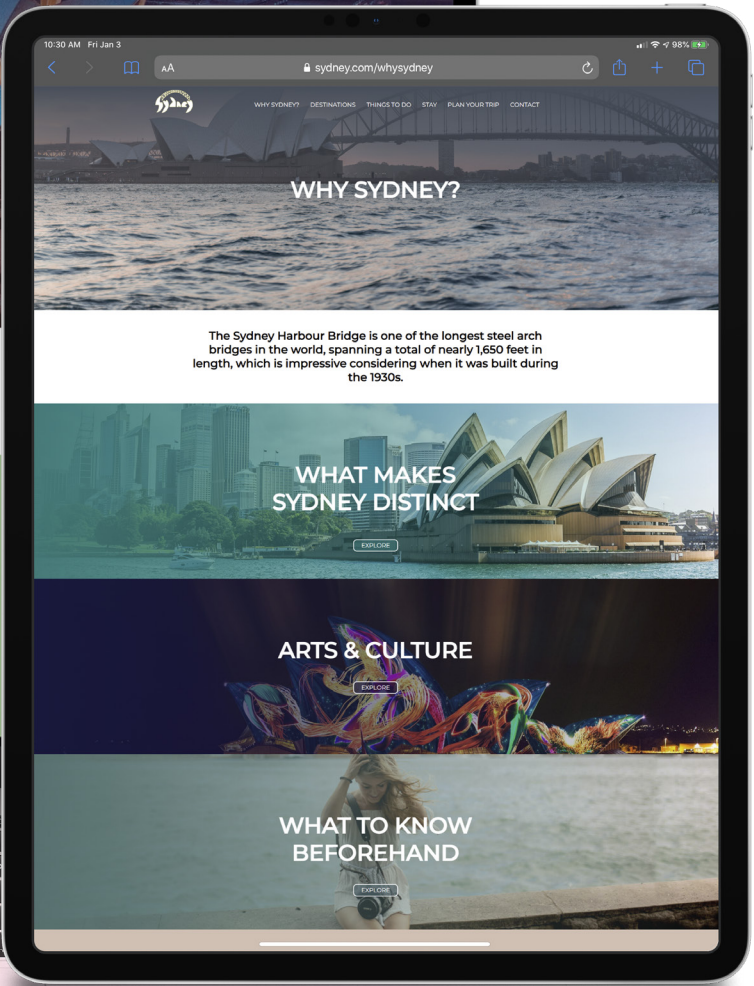 10:30 AM Fri Jan 3
98%
AA
sydney.com/whysydney
Sydney
WHY SYDNEY? DESTINATIONS THINGS TO DO STAY PLAN YOUR TRIP CONTACT
WHY SYDNEY?
The Sydney Harbour Bridge is one of the longest steel arch
bridges in the world, spanning a total of nearly 1,650 feet in
length, which is impressive considering when it was built during
the 1930s.
WHAT MAKES
SYDNEY DISTINCT
EXPLORE
ARTS & CULTURE
EXPLORE
WHAT TO KNOW
BEFOREHAND
EXPLORE